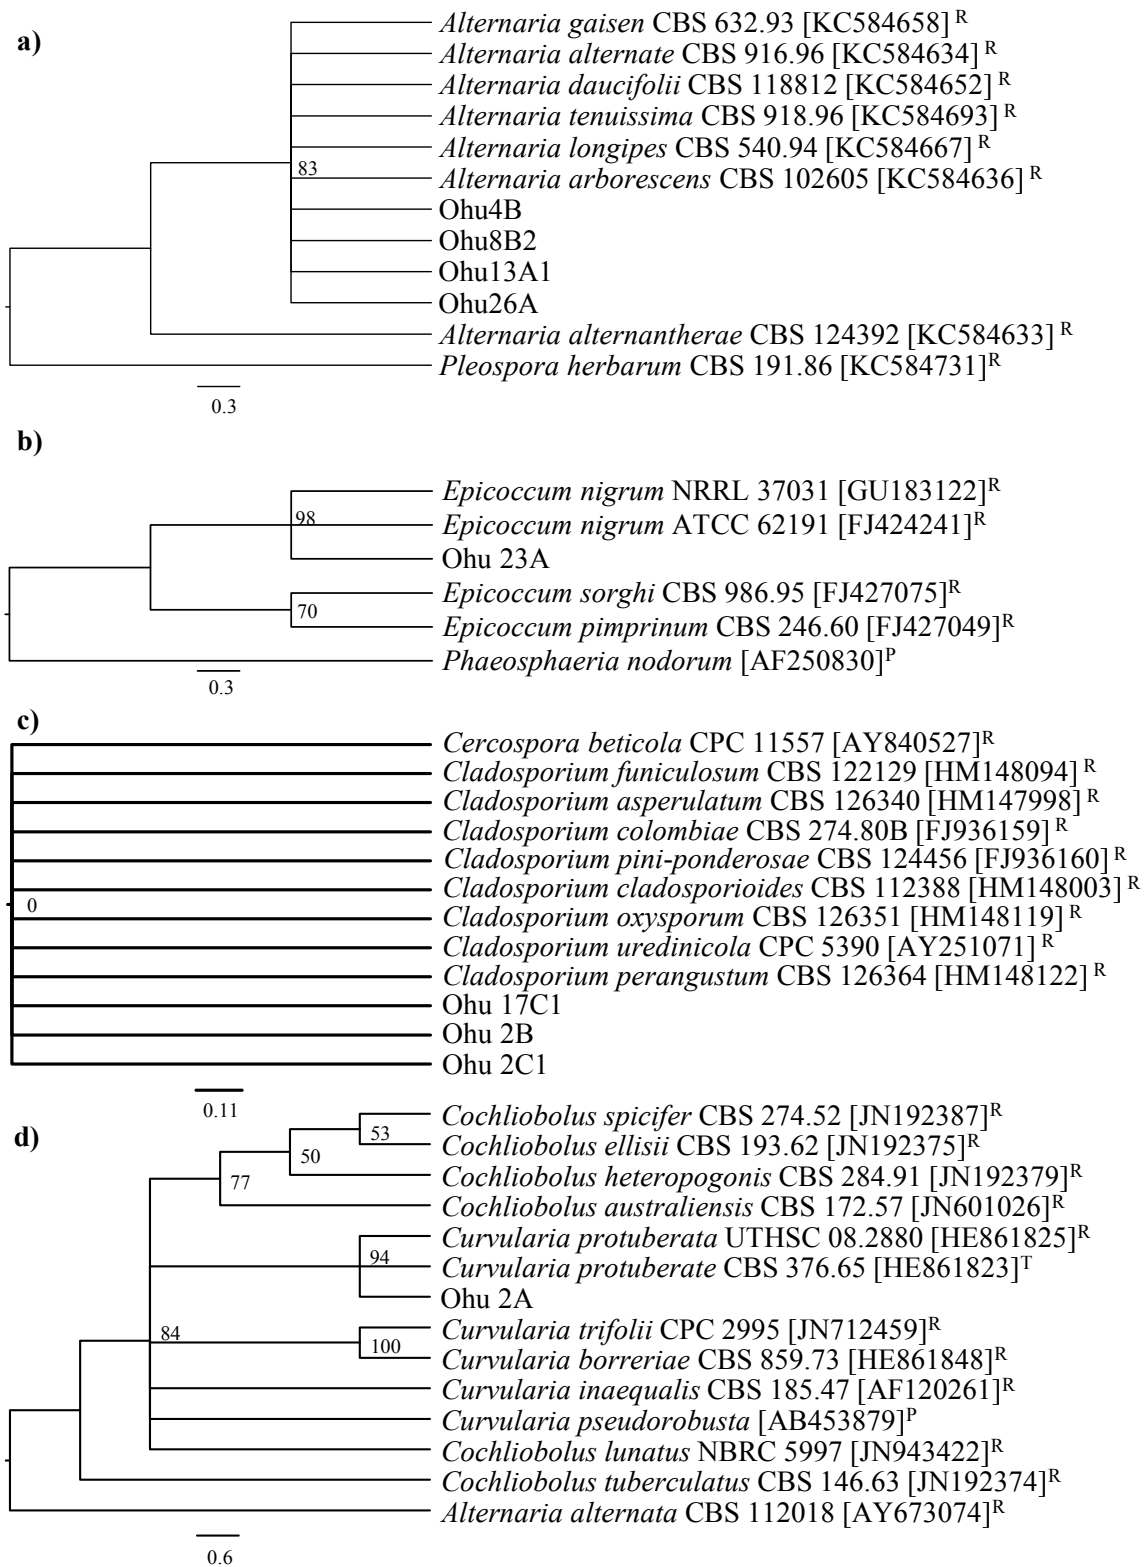 a)
Alternaria gaisen CBS 632.93 [KC584658] R
Alternaria alternate CBS 916.96 [KC584634] R
Alternaria daucifolii CBS 118812 [KC584652] R
Alternaria tenuissima CBS 918.96 [KC584693] R
Alternaria longipes CBS 540.94 [KC584667] R
83
Alternaria arborescens CBS 102605 [KC584636] R
Ohu4B
Ohu8B2
Ohu13A1
Ohu26A
Alternaria alternantherae CBS 124392 [KC584633] R
Pleospora herbarum CBS 191.86 [KC584731]R
0.3
b)
Epicoccum nigrum NRRL 37031 [GU183122]R
98
Epicoccum nigrum ATCC 62191 [FJ424241]R
Ohu 23A
Epicoccum sorghi CBS 986.95 [FJ427075]R
70
Epicoccum pimprinum CBS 246.60 [FJ427049]R
Phaeosphaeria nodorum [AF250830]P
0.3
c)
Cercospora beticola CPC 11557 [AY840527]R
Cladosporium funiculosum CBS 122129 [HM148094] R
Cladosporium asperulatum CBS 126340 [HM147998] R
Cladosporium colombiae CBS 274.80B [FJ936159] R
Cladosporium pini-ponderosae CBS 124456 [FJ936160] R
Cladosporium cladosporioides CBS 112388 [HM148003] R
0
Cladosporium oxysporum CBS 126351 [HM148119] R
Cladosporium uredinicola CPC 5390 [AY251071] R
Cladosporium perangustum CBS 126364 [HM148122] R
Ohu 17C1
Ohu 2B
Ohu 2C1
0.11
d)
Cochliobolus spicifer CBS 274.52 [JN192387]R
53
Cochliobolus ellisii CBS 193.62 [JN192375]R
50
Cochliobolus heteropogonis CBS 284.91 [JN192379]R
77
Cochliobolus australiensis CBS 172.57 [JN601026]R
Curvularia protuberata UTHSC 08.2880 [HE861825]R
94
Curvularia protuberate CBS 376.65 [HE861823]T
Ohu 2A
84
Curvularia trifolii CPC 2995 [JN712459]R
100
Curvularia borreriae CBS 859.73 [HE861848]R
Curvularia inaequalis CBS 185.47 [AF120261]R
Curvularia pseudorobusta [AB453879]P
Cochliobolus lunatus NBRC 5997 [JN943422]R
Cochliobolus tuberculatus CBS 146.63 [JN192374]R
Alternaria alternata CBS 112018 [AY673074]R
0.6